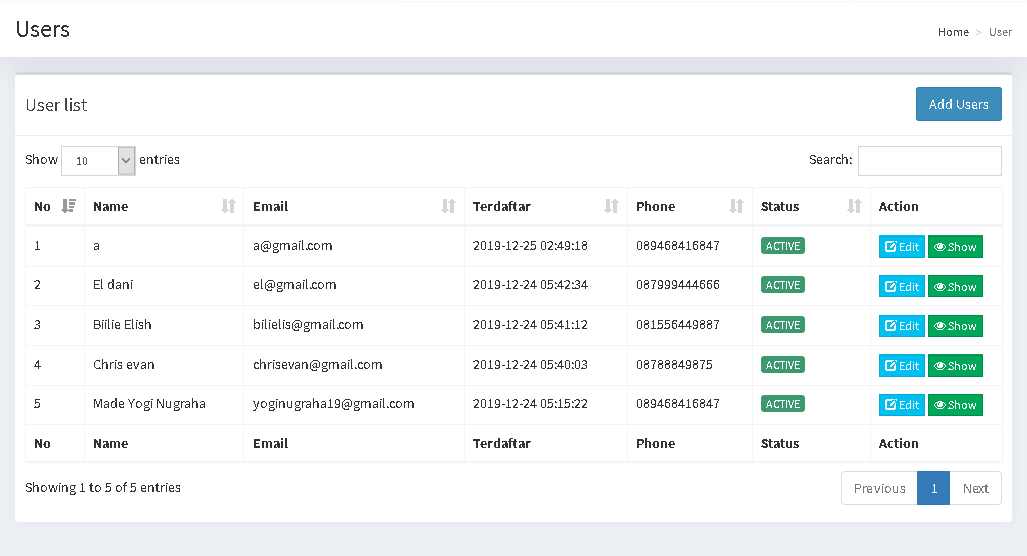 Users
Home > User
User list
Add Users
Show 10 entries
Search:
No Name Email Terdaftar Phone Status Action
1 a a@gmail.com 2019-12-25 02:49:18 089468416847 ACTIVE Edit Show
2 El dani el@gmail.com 2019-12-24 05:42:34 087999444666 ACTIVE Edit Show
3 Biilie Elish bilielis@gmail.com 2019-12-24 05:41:12 081556449887 ACTIVE Edit Show
4 Chris evan chrisevan@gmail.com 2019-12-24 05:40:03 08788849875 ACTIVE Edit Show
5 Made Yogi Nugraha yoginugraha19@gmail.com 2019-12-24 05:15:22 089468416847 ACTIVE Edit Show
No Name Email Terdaftar Phone Status Action
Showing 1 to 5 of 5 entries
Previous 1 Next